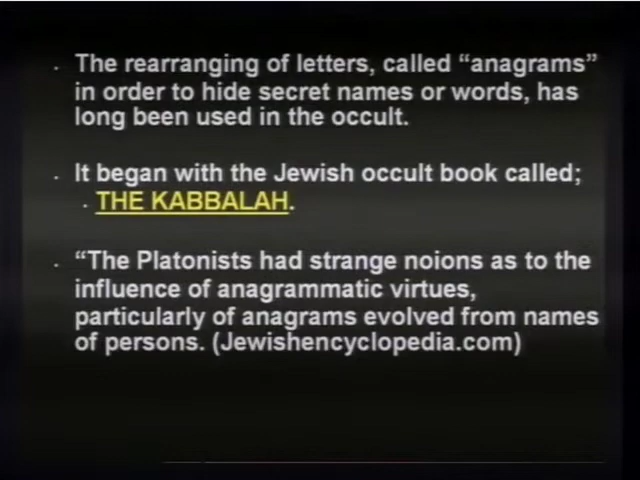 · The rearranging of letters, called “anagrams”
in order to hide secret names or words, has
long been used in the occult.
· It began with the Jewish occult book called;
· THE KABBALAH.
· “The Platonists had strange noions as to the
influence of anagrammatic virtues,
particularly of anagrams evolved from names
of persons. (Jewishencyclopedia.com)